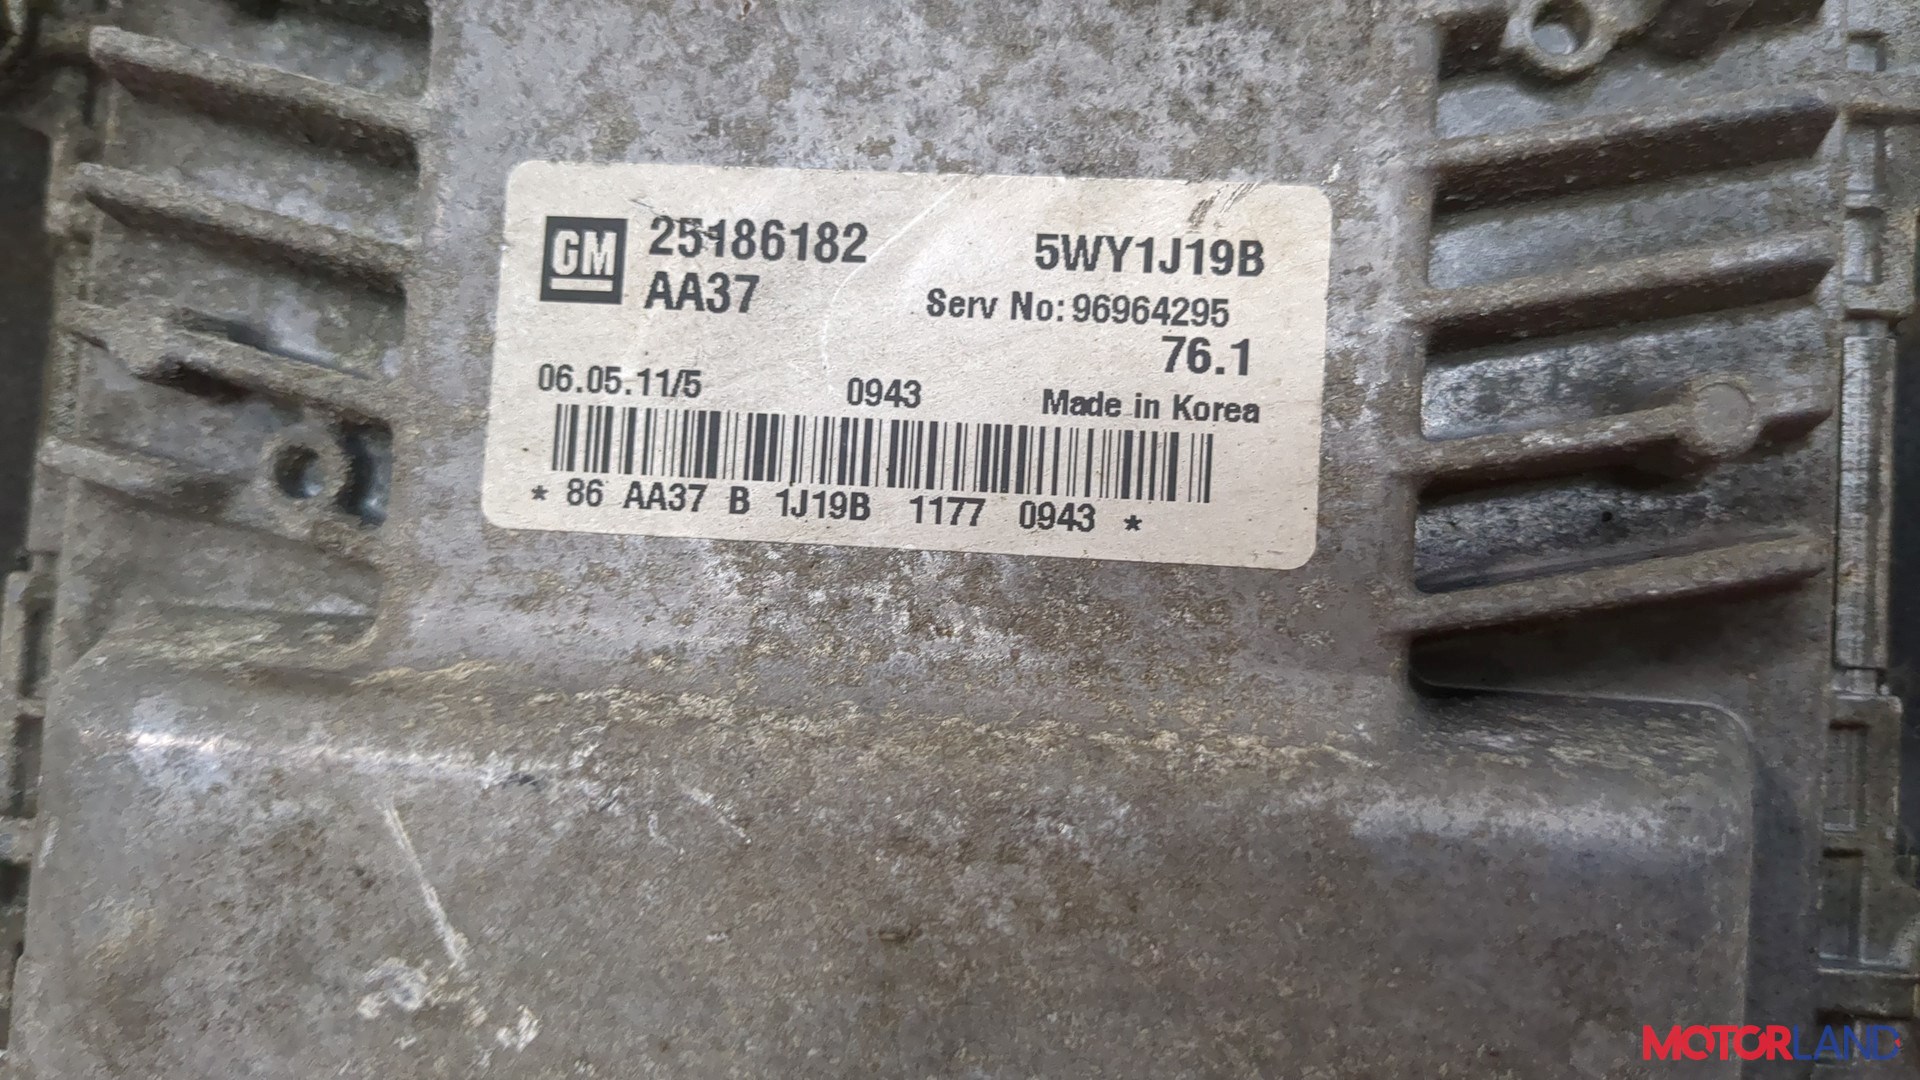 GM 25186182 5WY1J19B
AA37 Serv No: 96964295
76.1
06.05.11/5 0943 Made in Korea
* 86 AA37 B 1J19B 1177 0943 *
MOTORLAND